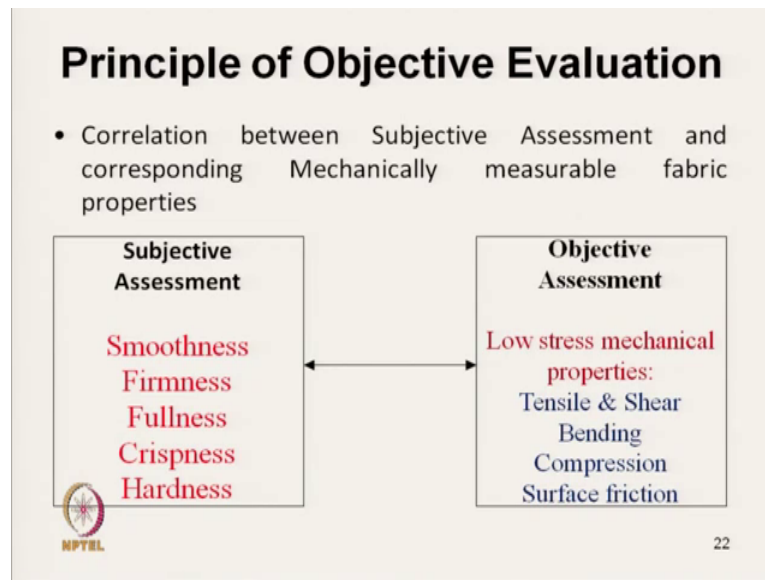 Principle of Objective Evaluation
• Correlation between Subjective Assessment and
corresponding Mechanically measurable fabric
properties
Subjective
Assessment
Smoothness
Firmness
Fullness
Crispness
Hardness
Objective
Assessment
Low stress mechanical
properties:
Tensile & Shear
Bending
Compression
Surface friction
NPTEL
22